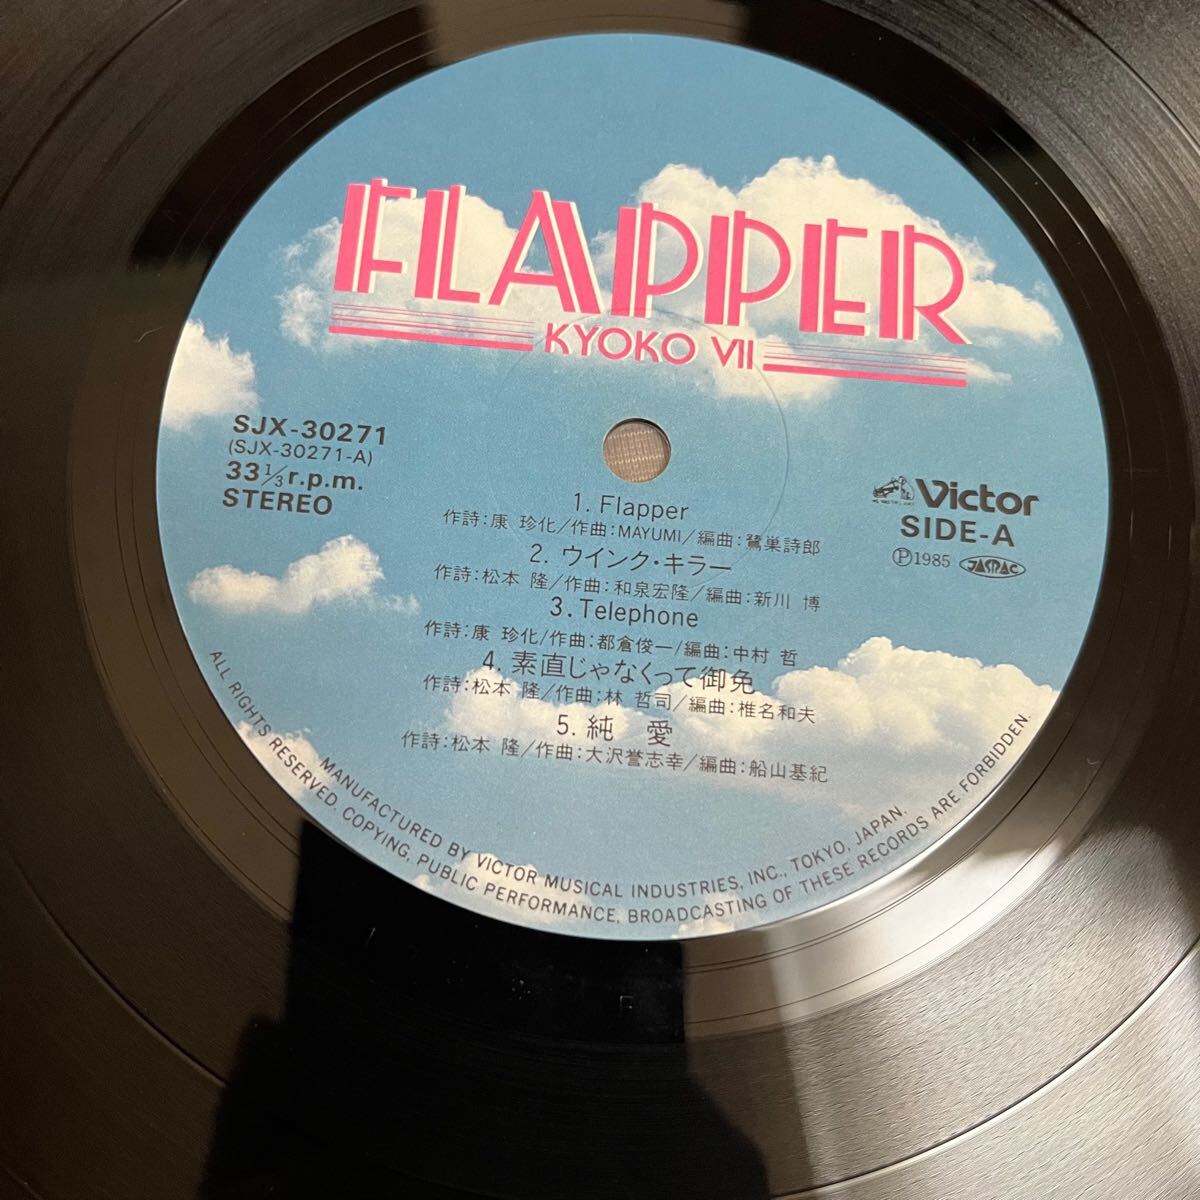 FLAPPER
KYOKO VII
SJX-30271
(SJX-30271-A)
33 1/3 r.p.m.
STEREO
Victor
SIDE-A
Ⓟ1985 JASRAC
1. Flapper
作詩:康 珍化/作曲:MAYUMI/編曲:鷺巣詩郎
2. ウインク・キラー
作詩:松本 隆/作曲:和泉宏隆/編曲:新川 博
3. Telephone
作詩:康 珍化/作曲:都倉俊一/編曲:中村 哲
4. 素直じゃなくって御免
作詩:松本 隆/作曲:林 哲司/編曲:椎名和夫
5. 純 愛
作詩:松本 隆/作曲:大沢誉志幸/編曲:船山基紀
MANUFACTURED BY VICTOR MUSICAL INDUSTRIES, INC., TOKYO, JAPAN.
ALL RIGHTS RESERVED. COPYING, PUBLIC PERFORMANCE, BROADCASTING OF THESE RECORDS ARE FORBIDDEN.